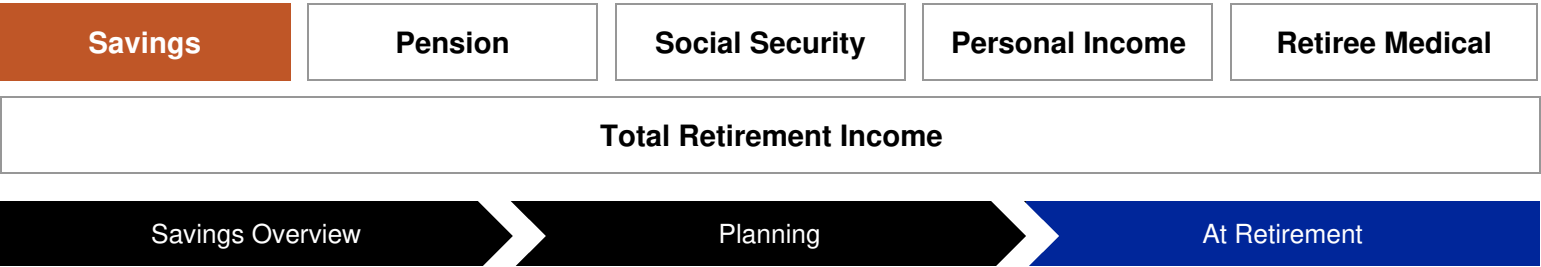 Savings Pension Social Security Personal Income Retiree Medical
Total Retirement Income
Savings Overview Planning At Retirement